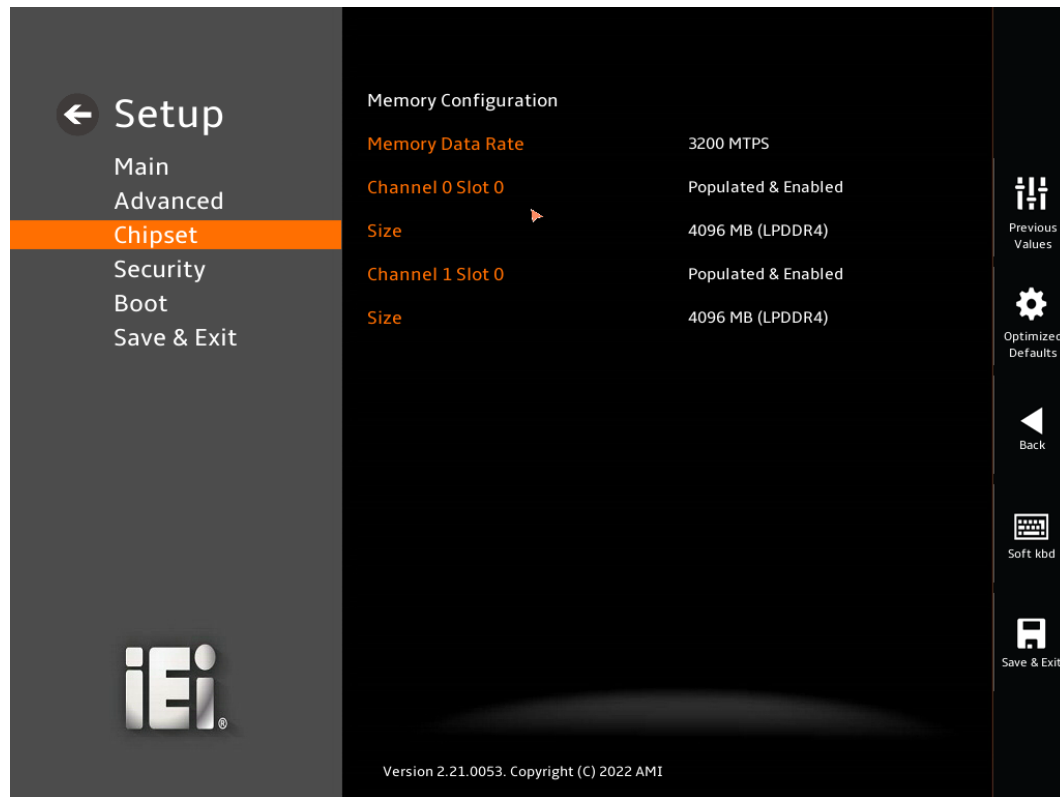 Setup
Main
Advanced
Chipset
Security
Boot
Save & Exit
iEi®
Memory Configuration
Memory Data Rate 3200 MTPS
Channel 0 Slot 0 Populated & Enabled
Size 4096 MB (LPDDR4)
Channel 1 Slot 0 Populated & Enabled
Size 4096 MB (LPDDR4)
Version 2.21.0053. Copyright (C) 2022 AMI
Previous
Values
Optimized
Defaults
Back
Soft kbd
Save & Exit